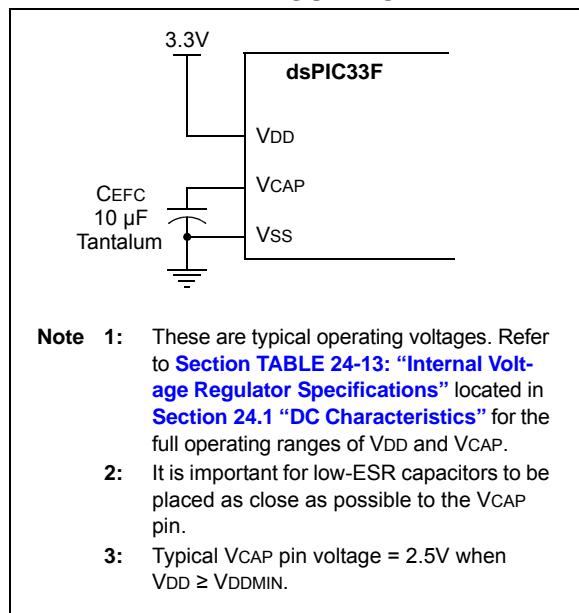 3.3V
dsPIC33F
VDD
VCAP
CEFC
10 µF
Tantalum
VSS
Note 1: These are typical operating voltages. Refer
to Section TABLE 24-13: “Internal Volt-
age Regulator Specifications” located in
Section 24.1 “DC Characteristics” for the
full operating ranges of VDD and VCAP.
2: It is important for low-ESR capacitors to be
placed as close as possible to the VCAP
pin.
3: Typical VCAP pin voltage = 2.5V when
VDD ≥ VDDMIN.